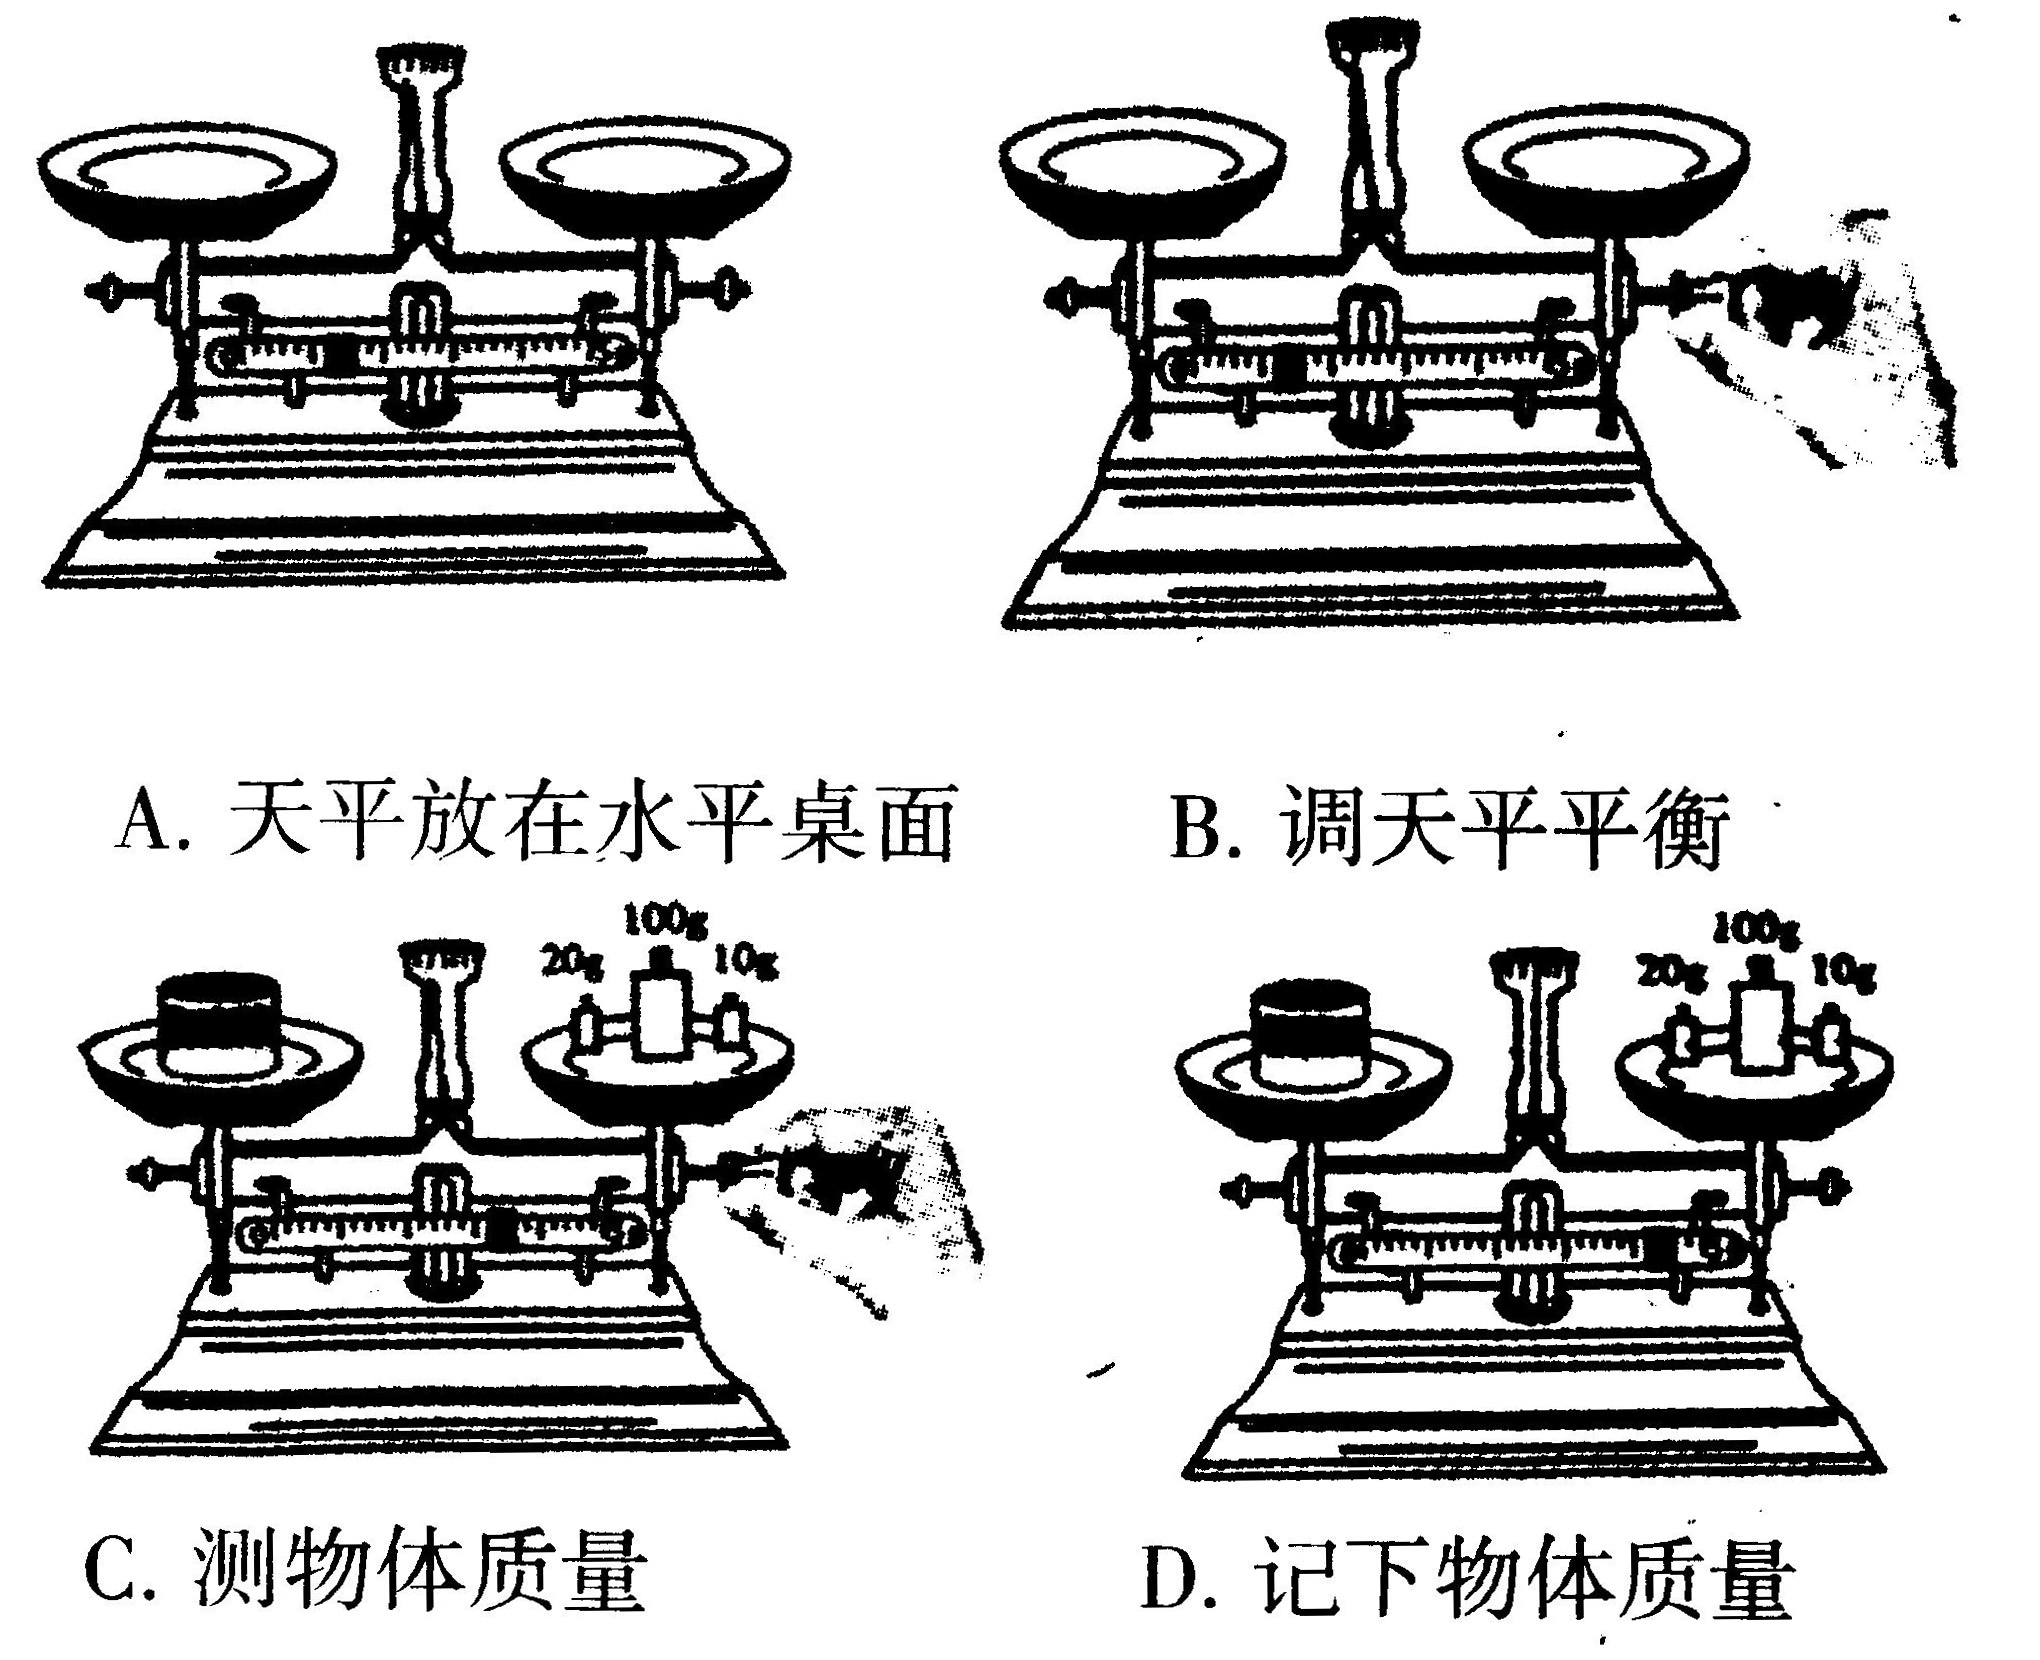 A. 天平放在水平桌面
B. 调天平平衡
100g
20g
10g
100g
20g
10g
C. 测物体质量
D. 记下物体质量